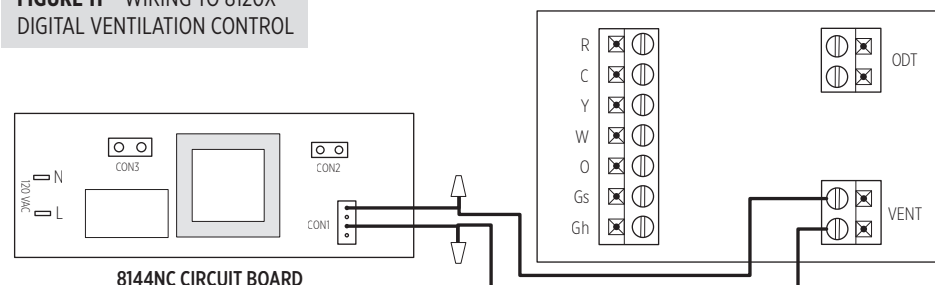 FIGURE 11 WIRING TO 8120X
DIGITAL VENTILATION CONTROL
R
C
Y
W
O
Gs
Gh
ODT
VENT
CON3
CON2
120 VAC
N
L
CON1
8144NC CIRCUIT BOARD